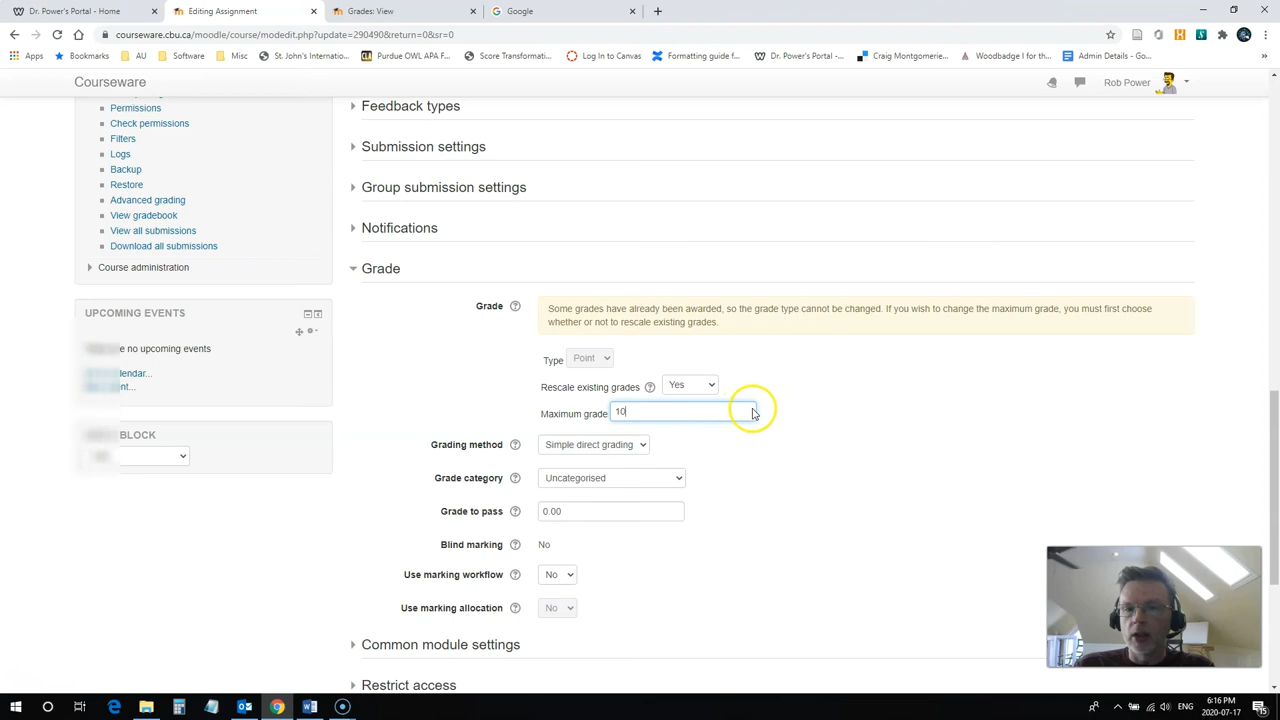 Dr. Power's Portal - Home
Editing Assignment
Grades: View
Google
courseware.cbu.ca/moodle/course/modedit.php?update=290490&return=0&sr=0
Apps
Bookmarks
AU
Software
Misc
St. John's Internatio...
Purdue OWL APA F...
Score Transformatio...
Log In to Canvas
Formatting guide f...
Dr. Power's Portal -...
Craig Montgomerie...
Woodbadge I for th...
Admin Details - Go...
Courseware
Rob Power
Permissions
Check permissions
Filters
Logs
Backup
Restore
Advanced grading
View gradebook
View all submissions
Download all submissions
Course administration
UPCOMING EVENTS
e no upcoming events
lendar...
ent...
BLOCK
Feedback types
Submission settings
Group submission settings
Notifications
Grade
Grade
Some grades have already been awarded, so the grade type cannot be changed. If you wish to change the maximum grade, you must first choose
whether or not to rescale existing grades.
Type Point
Rescale existing grades Yes
Maximum grade 10
Grading method Simple direct grading
Grade category Uncategorised
Grade to pass 0.00
Blind marking No
Use marking workflow No
Use marking allocation No
Common module settings
Restrict access
ENG
6:16 PM
2020-07-17
15